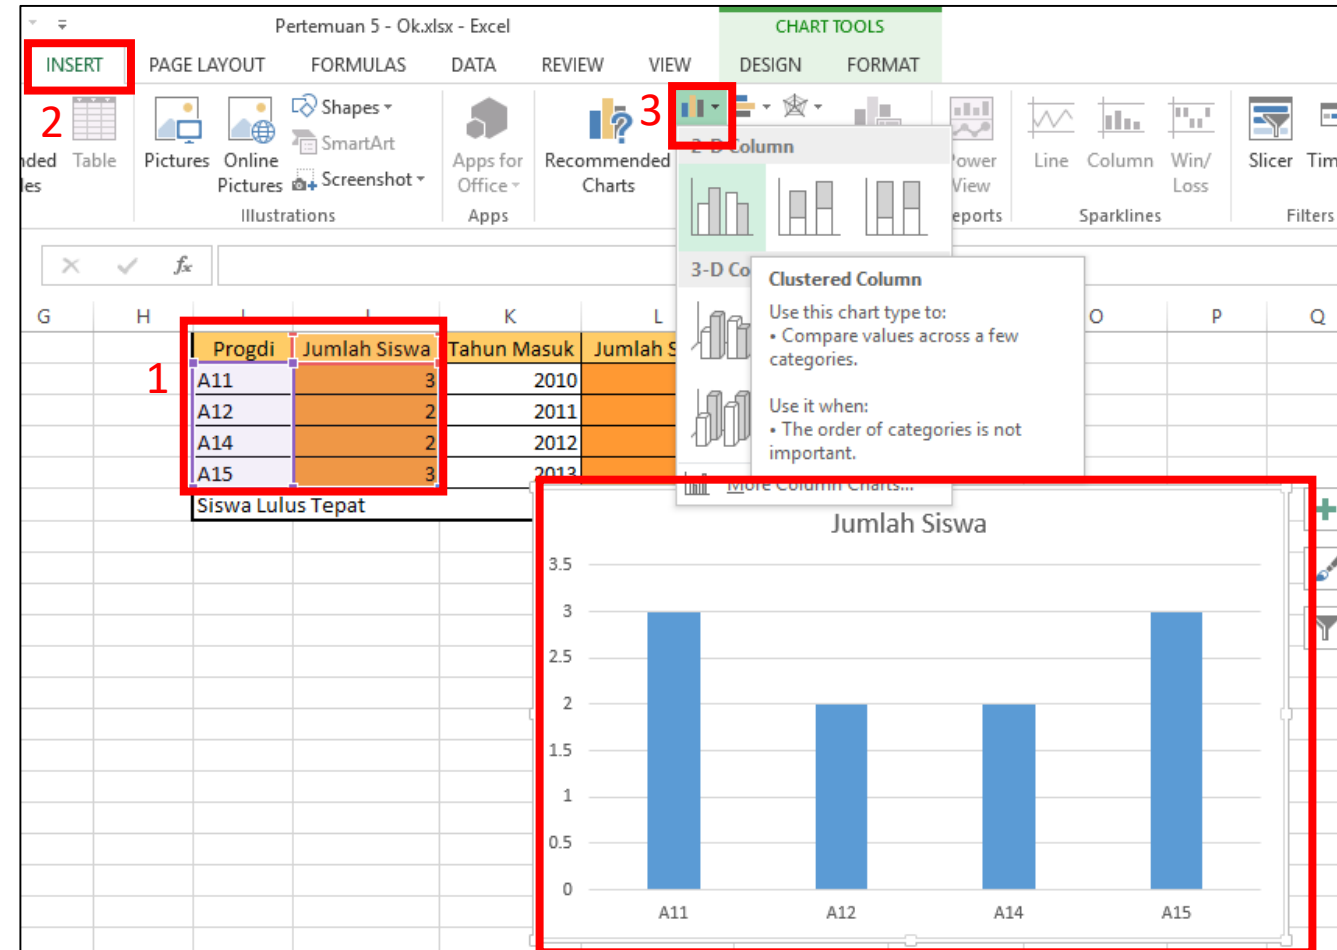 Pertemuan 5 - Ok.xlsx - Excel
CHART TOOLS
INSERT PAGE LAYOUT FORMULAS DATA REVIEW VIEW DESIGN FORMAT
2
3
Table
Pictures
Online
Pictures
Shapes
SmartArt
Screenshot
Illustrations
Apps for
Office
Apps
Recommended
Charts
View
Line
Column
Win/
Loss
Sparklines
Slicer
Filters
2-D Column
3-D Co
Clustered Column
Use this chart type to:
• Compare values across a few
categories.
Use it when:
• The order of categories is not
important.
More Column Charts...
fx
G H K L O P Q
1
Progdi Jumlah Siswa Tahun Masuk Jumlah S
A11 3 2010
A12 2 2011
A14 2 2012
A15 3 2013
Siswa Lulus Tepat
Jumlah Siswa
3.5
3
2.5
2
1.5
1
0.5
0
A11 A12 A14 A15